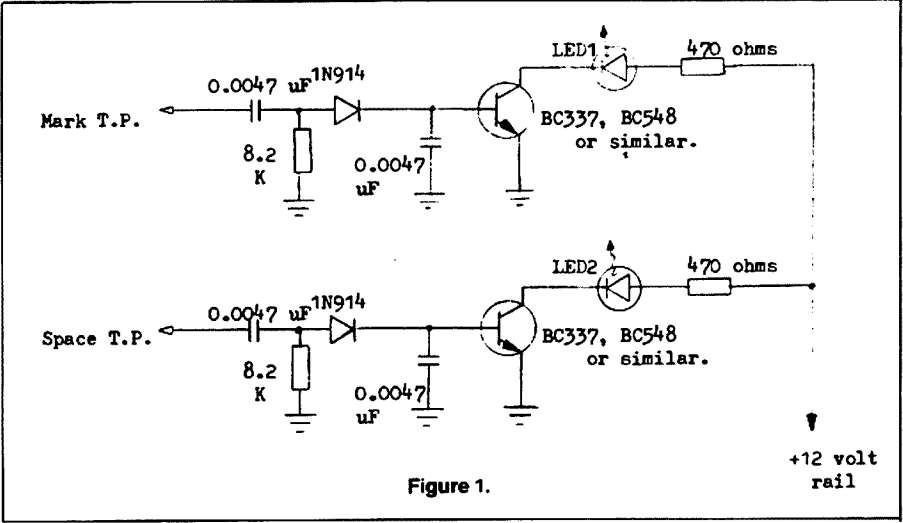 LED1
470 ohms
0.0047 uF
1N914
Mark T.P.
BC337, BC548
or similar.
8.2
K
0.0047
uF
LED2
470 ohms
0.0047 uF
1N914
Space T.P.
BC337, BC548
or similar.
8.2
K
0.0047
uF
+12 volt
rail
Figure 1.